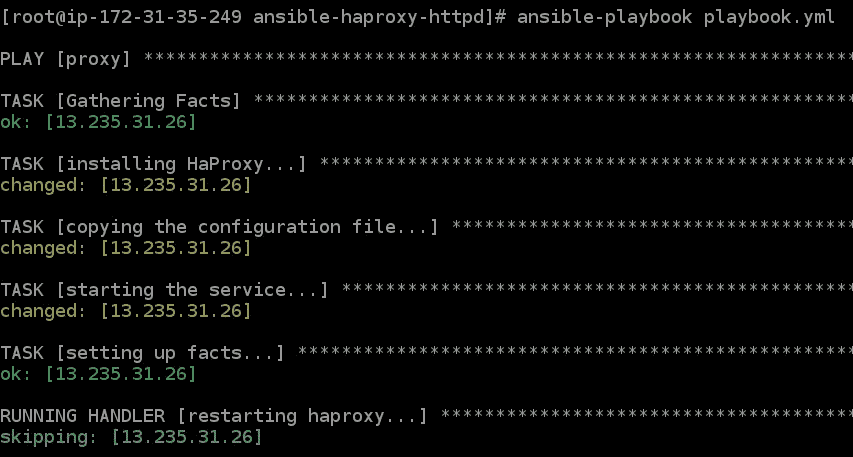 [root@ip-172-31-35-249 ansible-haproxy-httpd]# ansible-playbook playbook.yml
PLAY [proxy] *****************************************************************
TASK [Gathering Facts] *******************************************************
ok: [13.235.31.26]
TASK [installing HaProxy...] *************************************************
changed: [13.235.31.26]
TASK [copying the configuration file...] *************************************
changed: [13.235.31.26]
TASK [starting the service...] ***********************************************
changed: [13.235.31.26]
TASK [setting up facts...] ***************************************************
ok: [13.235.31.26]
RUNNING HANDLER [restarting haproxy...] **************************************
skipping: [13.235.31.26]